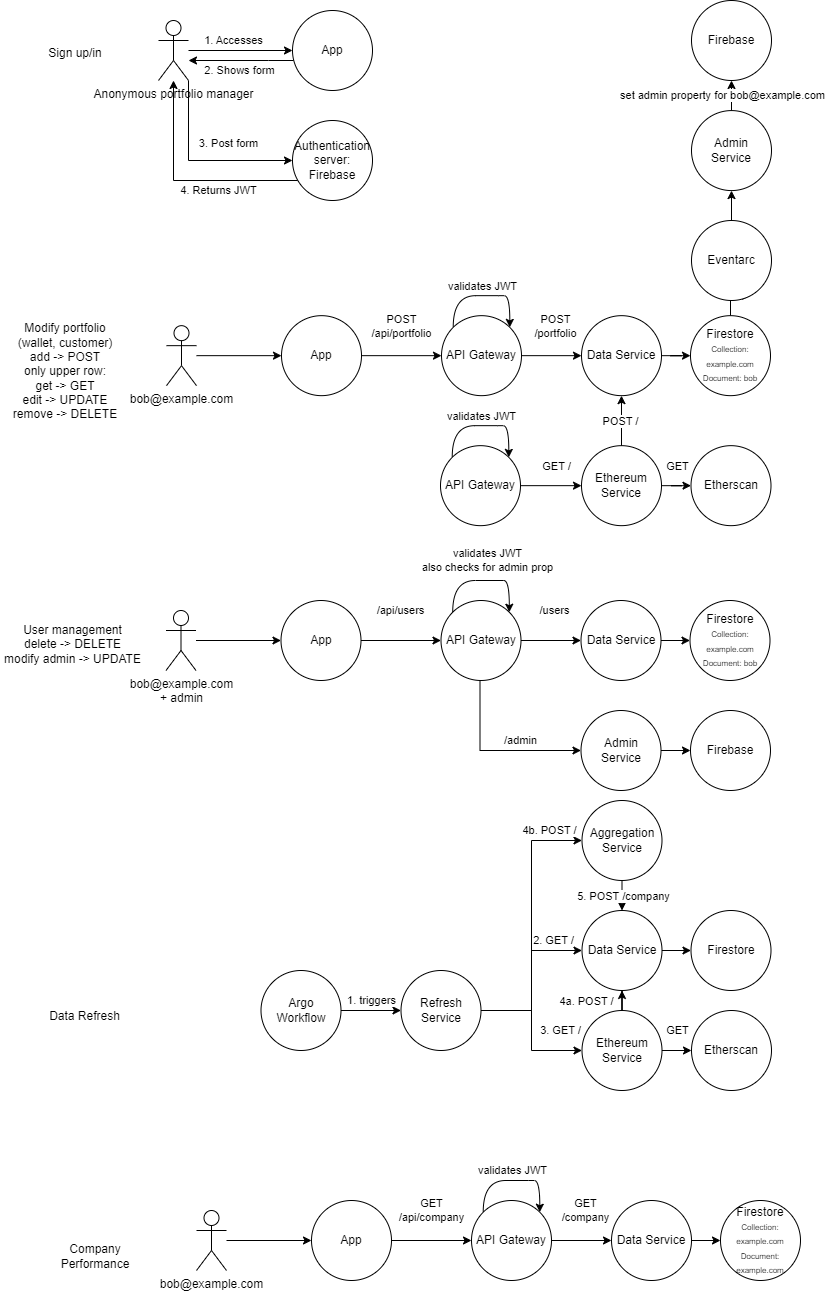 Sign up/in
1. Accesses
2. Shows form
App
Anonymous portfolio manager
3. Post form
4. Returns JWT
Authentication
server:
Firebase
Firebase
set admin property for bob@example.com
Admin
Service
Eventarc
Modify portfolio
(wallet, customer)
add -> POST
only upper row:
get -> GET
edit -> UPDATE
remove -> DELETE
bob@example.com
App
POST
/api/portfolio
validates JWT
API Gateway
POST
/portfolio
Data Service
Firestore
Collection:
example.com
Document: bob
validates JWT
API Gateway
GET /
POST /
Ethereum
Service
GET
Etherscan
User management
delete -> DELETE
modify admin -> UPDATE
bob@example.com
+ admin
App
/api/users
validates JWT
also checks for admin prop
API Gateway
/users
Data Service
Firestore
Collection:
example.com
Document: bob
/admin
Admin
Service
Firebase
Data Refresh
Argo
Workflow
1. triggers
Refresh
Service
4b. POST /
Aggregation
Service
5. POST /company
2. GET /
Data Service
Firestore
4a. POST /
3. GET /
Ethereum
Service
GET
Etherscan
Company
Performance
bob@example.com
App
GET
/api/company
validates JWT
API Gateway
GET
/company
Data Service
Firestore
Collection:
example.com
Document:
example.com